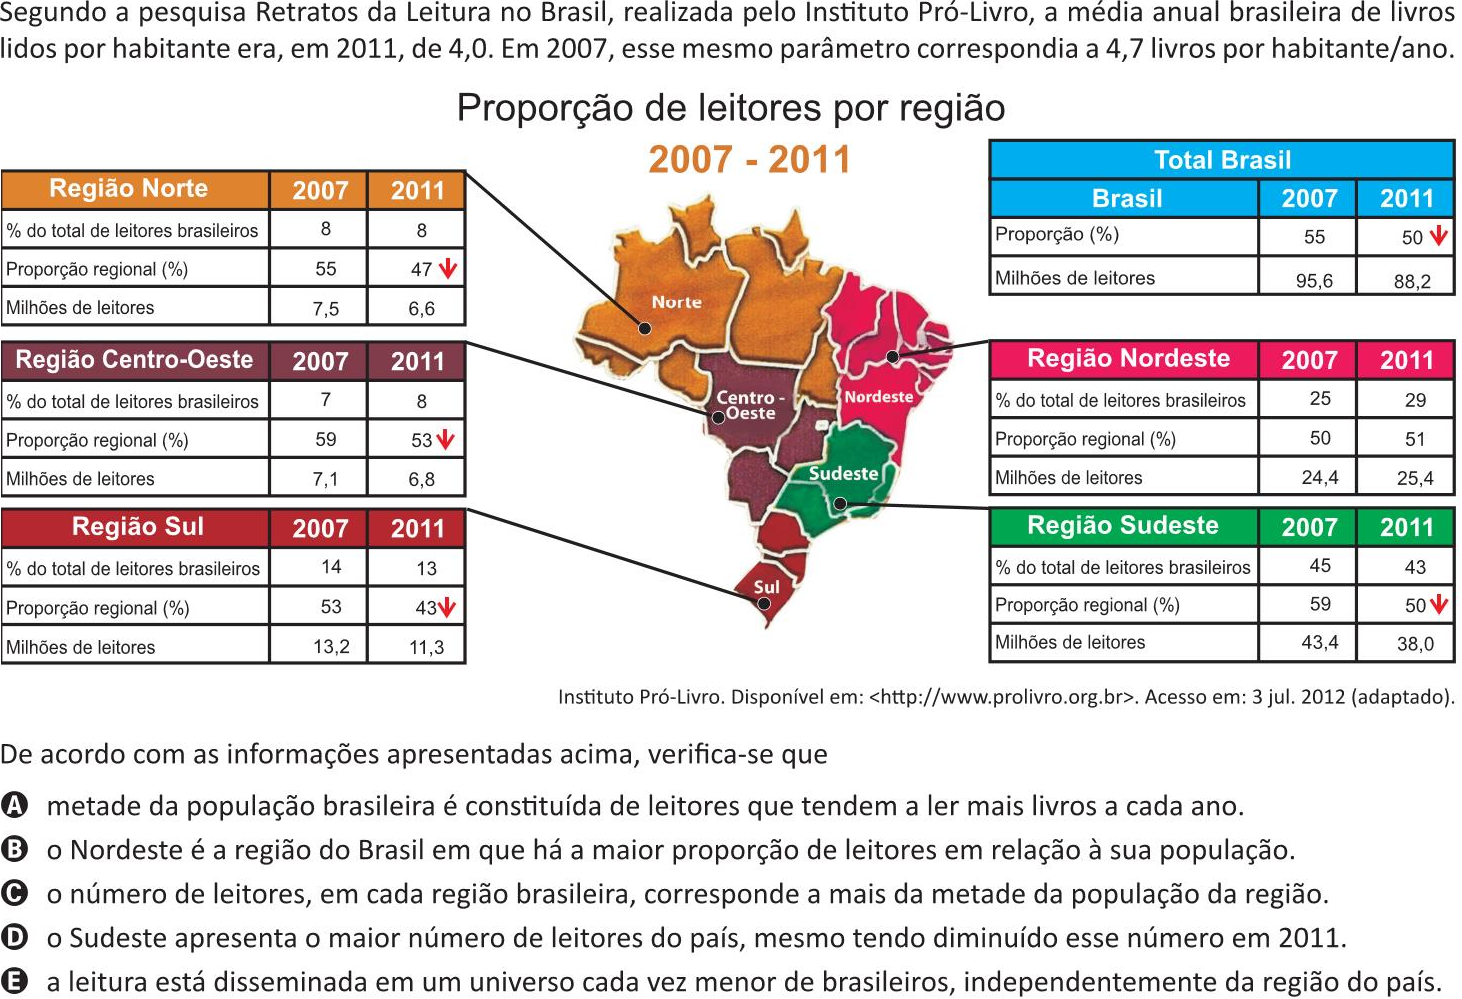 Segundo a pesquisa Retratos da Leitura no Brasil, realizada pelo Instituto Pró-Livro, a média anual brasileira de livros
lidos por habitante era, em 2011, de 4,0. Em 2007, esse mesmo parâmetro correspondia a 4,7 livros por habitante/ano.
Proporção de leitores por região
2007 - 2011
Região Norte 2007 2011
% do total de leitores brasileiros 8 8
Proporção regional (%) 55 47
Milhões de leitores 7,5 6,6
Região Centro-Oeste 2007 2011
% do total de leitores brasileiros 7 8
Proporção regional (%) 59 53
Milhões de leitores 7,1 6,8
Região Sul 2007 2011
% do total de leitores brasileiros 14 13
Proporção regional (%) 53 43
Milhões de leitores 13,2 11,3
Norte
Centro -
Oeste
Nordeste
Sudeste
Sul
Total Brasil
Brasil 2007 2011
Proporção (%) 55 50
Milhões de leitores 95,6 88,2
Região Nordeste 2007 2011
% do total de leitores brasileiros 25 29
Proporção regional (%) 50 51
Milhões de leitores 24,4 25,4
Região Sudeste 2007 2011
% do total de leitores brasileiros 45 43
Proporção regional (%) 59 50
Milhões de leitores 43,4 38,0
Instituto Pró-Livro. Disponível em: <http://www.prolivro.org.br>. Acesso em: 3 jul. 2012 (adaptado).
De acordo com as informações apresentadas acima, verifica-se que
A metade da população brasileira é constituída de leitores que tendem a ler mais livros a cada ano.
B o Nordeste é a região do Brasil em que há a maior proporção de leitores em relação à sua população.
C o número de leitores, em cada região brasileira, corresponde a mais da metade da população da região.
D o Sudeste apresenta o maior número de leitores do país, mesmo tendo diminuído esse número em 2011.
E a leitura está disseminada em um universo cada vez menor de brasileiros, independentemente da região do país.